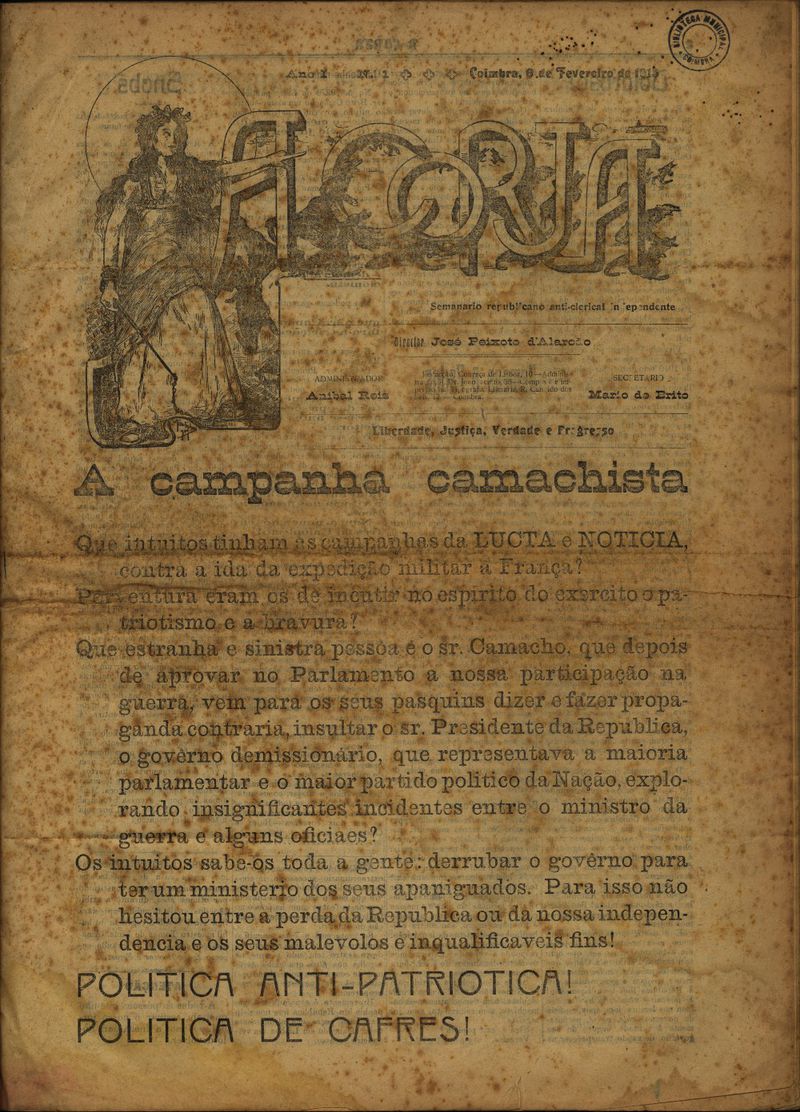 BIBLIOTECA MUNICIPAL
COIMBRA
Ano 1 N.º 1 Coimbra, 9 de Fevereiro de
A CORJA
Semanario republicano anti-clerical independente
Director José Peixoto d'Alarcão
ADMINISTRADOR
Anibal Reis
SECRETARIO
Mario de Brito
Liberdade, Justiça, Verdade e Progresso
A campanha camachista
Que intuitos tinham as campanhas da LUCTA e NOTICIA,
contra a ida da expedição militar a França?
Porventura eram os de incutir no espirito do exercito o pa-
triotismo e a bravura?
Que estranha e sinistra pessoa é o sr. Camacho, que depois
de aprovar no Parlamento a nossa participação na
guerra, vem para os seus pasquins dizer e fazer propa-
ganda contraria, insultar o sr. Presidente da Republica,
o govêrno demissionário, que representava a maioria
parlamentar e o maior partido politico da Nação, explo-
rando insignificantes incidentes entre o ministro da
guerra e alguns oficiaes?
Os intuitos sabe-os toda a gente: derrubar o govêrno para
ter um ministerio dos seus apaniguados. Para isso não
hesitou entre a perda da Republica ou da nossa indepen-
dencia e os seus malevolos e inqualificaveis fins!
POLITICA ANTI-PATRIOTICA!
POLITICA DE CAFRES!